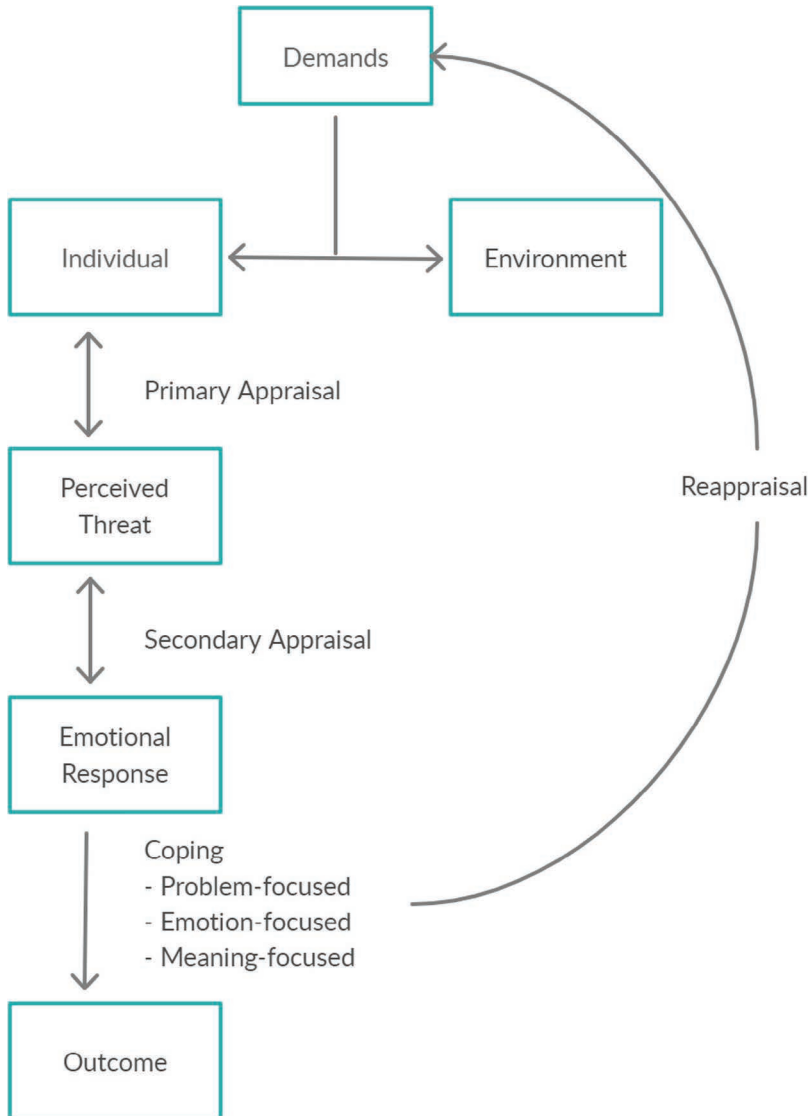 Demands
Individual
Environment
Primary Appraisal
Perceived
Threat
Reappraisal
Secondary Appraisal
Emotional
Response
Coping
- Problem-focused
- Emotion-focused
- Meaning-focused
Outcome